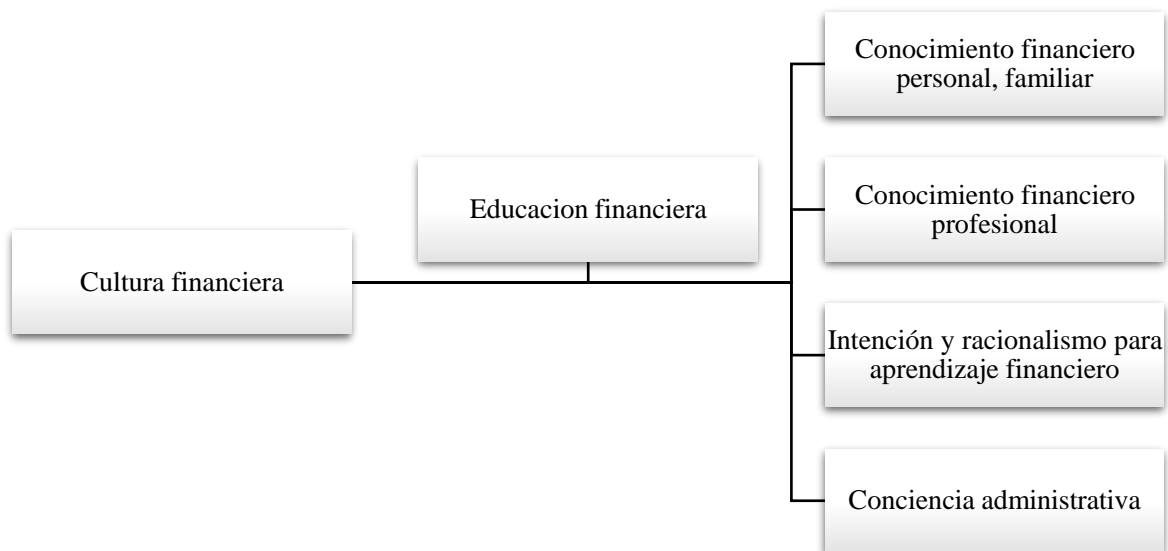 Cultura financiera
Educacion financiera
Conocimiento financiero
personal, familiar
Conocimiento financiero
profesional
Intención y racionalismo para
aprendizaje financiero
Conciencia administrativa